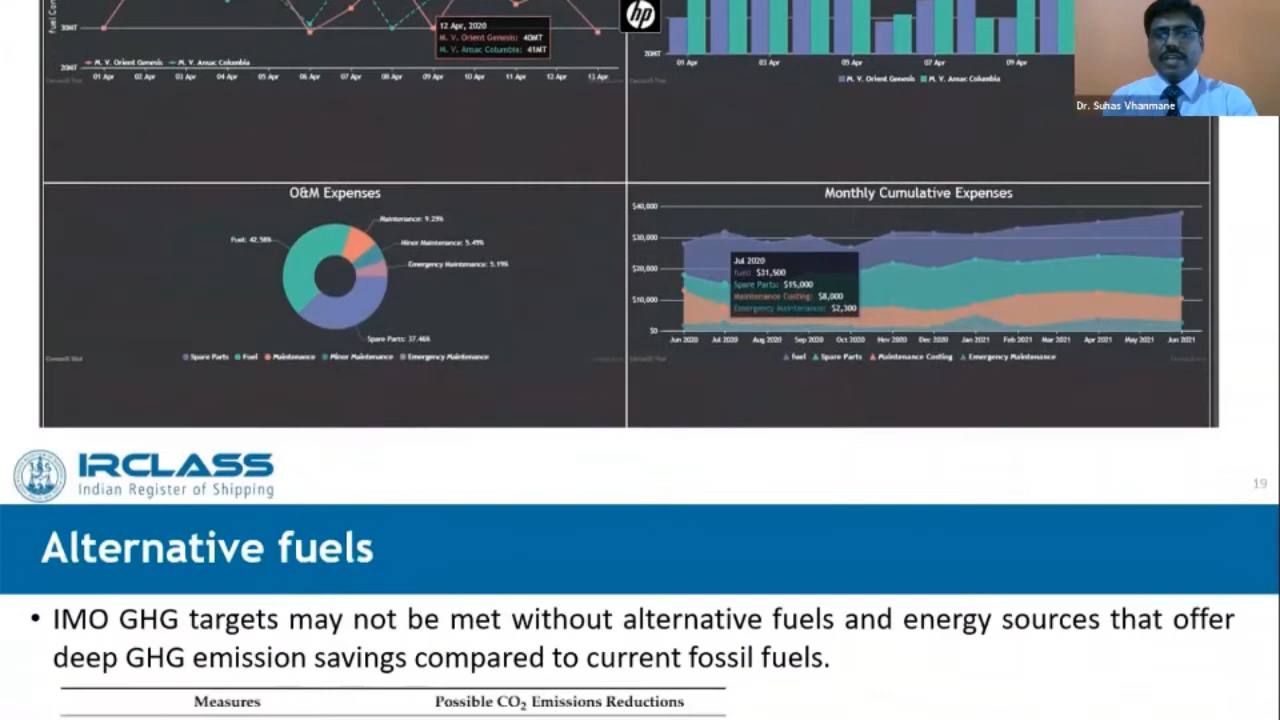 Fuel Con
30MT
20MT
12 Apr, 2020
M. V. Orient Genesis: 40MT
M. V. Ansac Columbia: 41MT
M. V. Orient Genesis M. V. Ansac Columbia
01 Apr 02 Apr 03 Apr 04 Apr 05 Apr 06 Apr 07 Apr 08 Apr 09 Apr 10 Apr 11 Apr 12 Apr 13 Apr
hp
20MT
01 Apr 03 Apr 05 Apr 07 Apr 09 Apr
M. V. Orient Genesis M. V. Ansac Columbia
Dr. Suhas Vhanmane
O&M Expenses
Maintenance: 9.29%
Fuel: 42.58%
Minor Maintenance: 5.49%
Emergency Maintenance: 5.19%
Spare Parts: 37.46%
Spare Parts Fuel Maintenance Minor Maintenance Emergency Maintenance
Monthly Cumulative Expenses
$40,000
$30,000
$20,000
$10,000
$0
Jul 2020
fuel: $31,500
Spare Parts: $15,000
Maintenance Costing: $8,000
Emergency Maintenance: $2,300
Jun 2020 Jul 2020 Aug 2020 Sep 2020 Oct 2020 Nov 2020 Dec 2020 Jan 2021 Feb 2021 Mar 2021 Apr 2021 May 2021 Jun 2021
fuel Spare Parts Maintenance Costing Emergency Maintenance
IRCLASS
Indian Register of Shipping
19
Alternative fuels
• IMO GHG targets may not be met without alternative fuels and energy sources that offer
deep GHG emission savings compared to current fossil fuels.
Measures Possible CO₂ Emissions Reductions